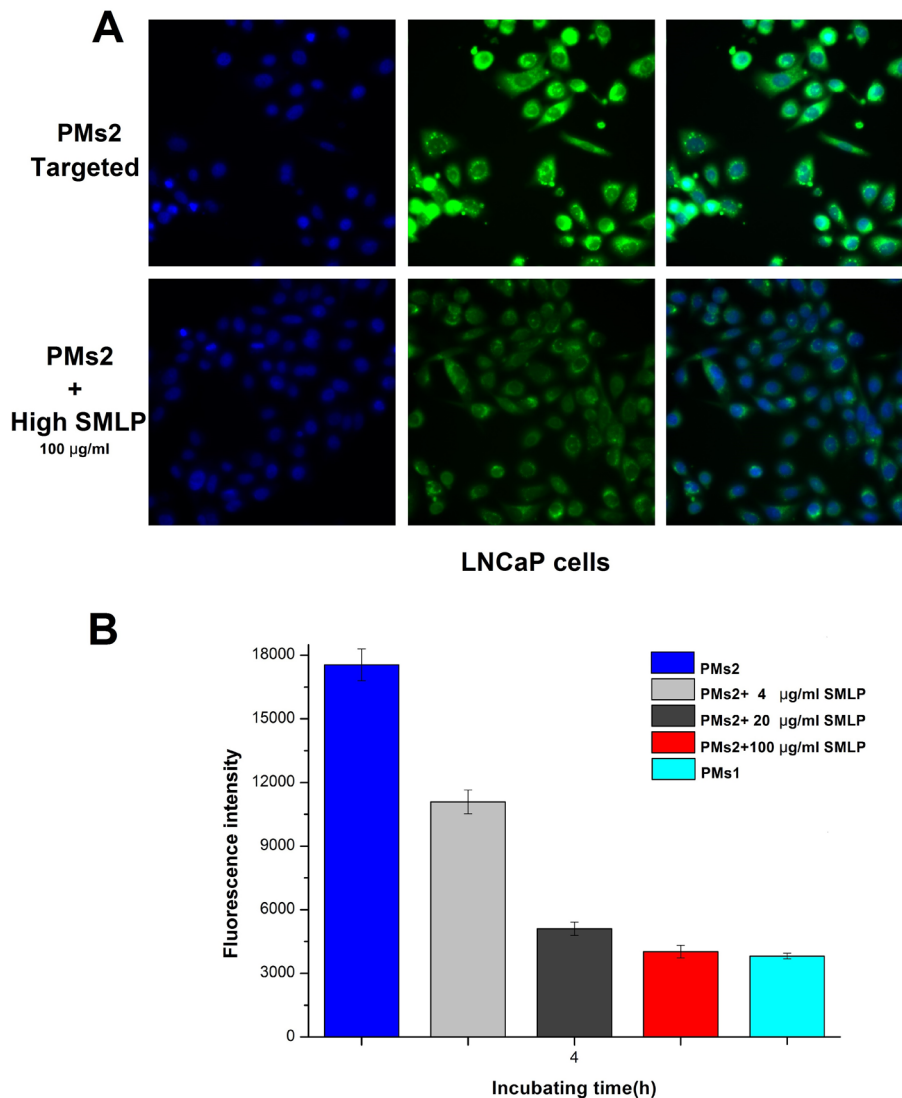 A
PMs2
Targeted
PMs2
+
High SMLP
100 μg/ml
LNCaP cells
B
18000
15000
12000
9000
6000
3000
0
Fluorescence intensity
PMs2
PMs2+ 4 μg/ml SMLP
PMs2+ 20 μg/ml SMLP
PMs2+100 μg/ml SMLP
PMs1
4
Incubating time(h)